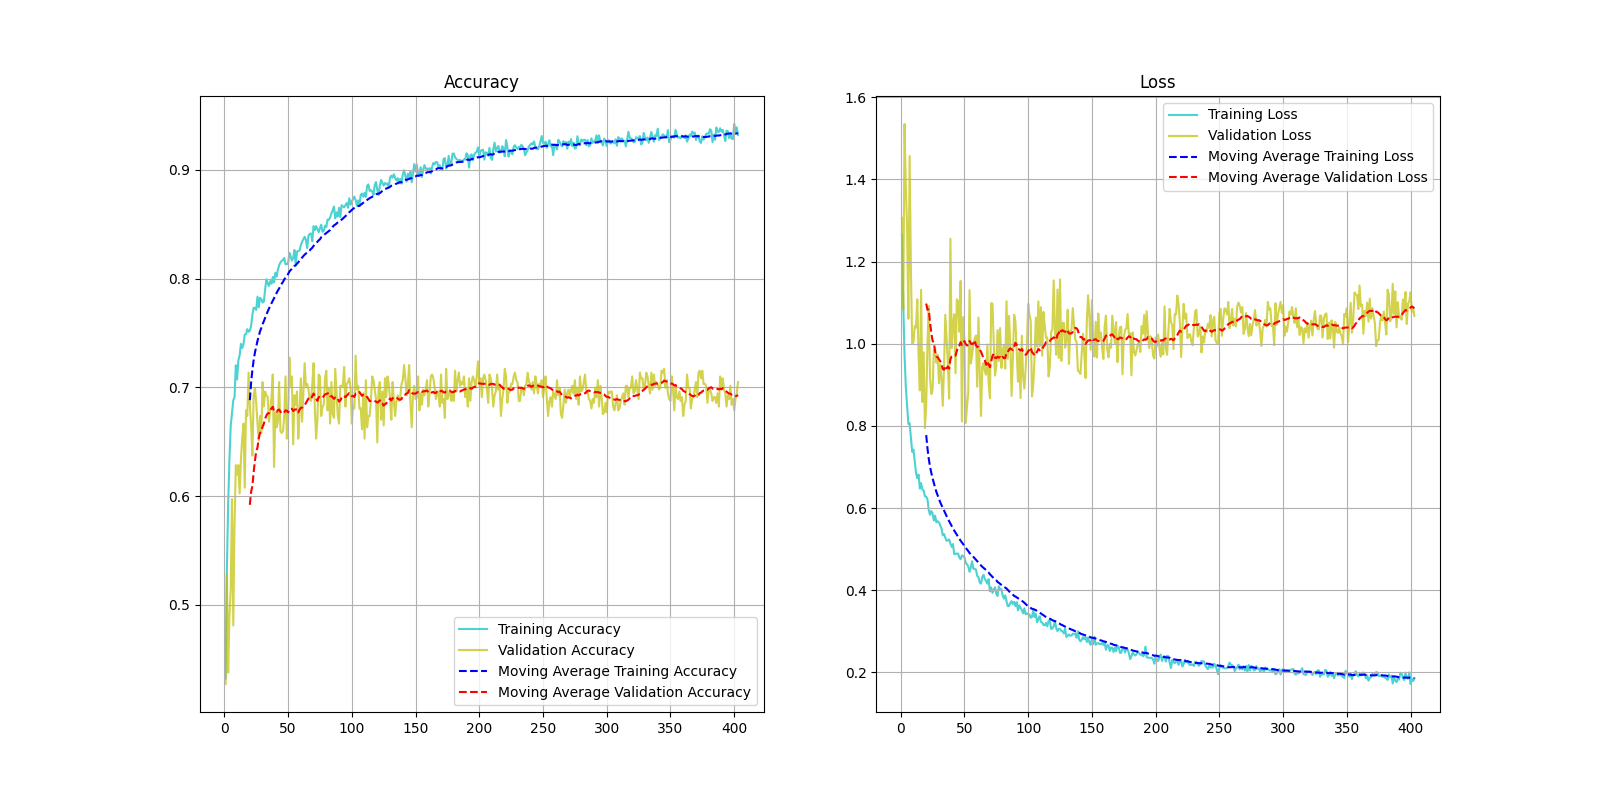 Accuracy
0.9
0.8
0.7
0.6
0.5
0 50 100 150 200 250 300 350 400
Training Accuracy
Validation Accuracy
Moving Average Training Accuracy
Moving Average Validation Accuracy
Loss
1.6
1.4
1.2
1.0
0.8
0.6
0.4
0.2
0 50 100 150 200 250 300 350 400
Training Loss
Validation Loss
Moving Average Training Loss
Moving Average Validation Loss